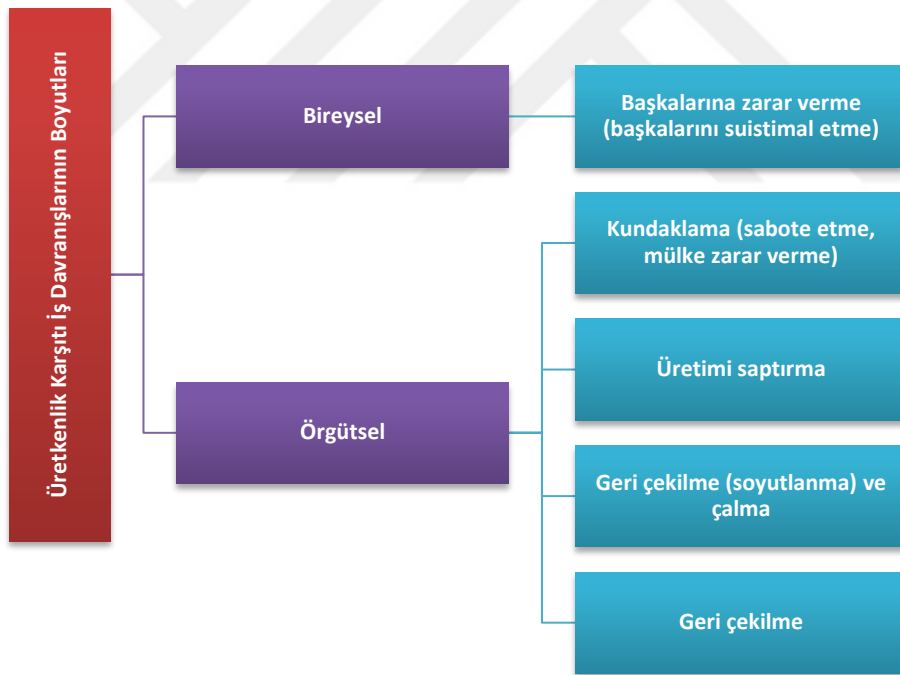 Üretkenlik Karşıtı İş Davranışlarının Boyutları
Bireysel
Başkalarına zarar verme
(başkalarını suistimal etme)
Örgütsel
Kundaklama (sabote etme,
mülke zarar verme)
Üretimi saptırma
Geri çekilme (soyutlanma) ve
çalma
Geri çekilme